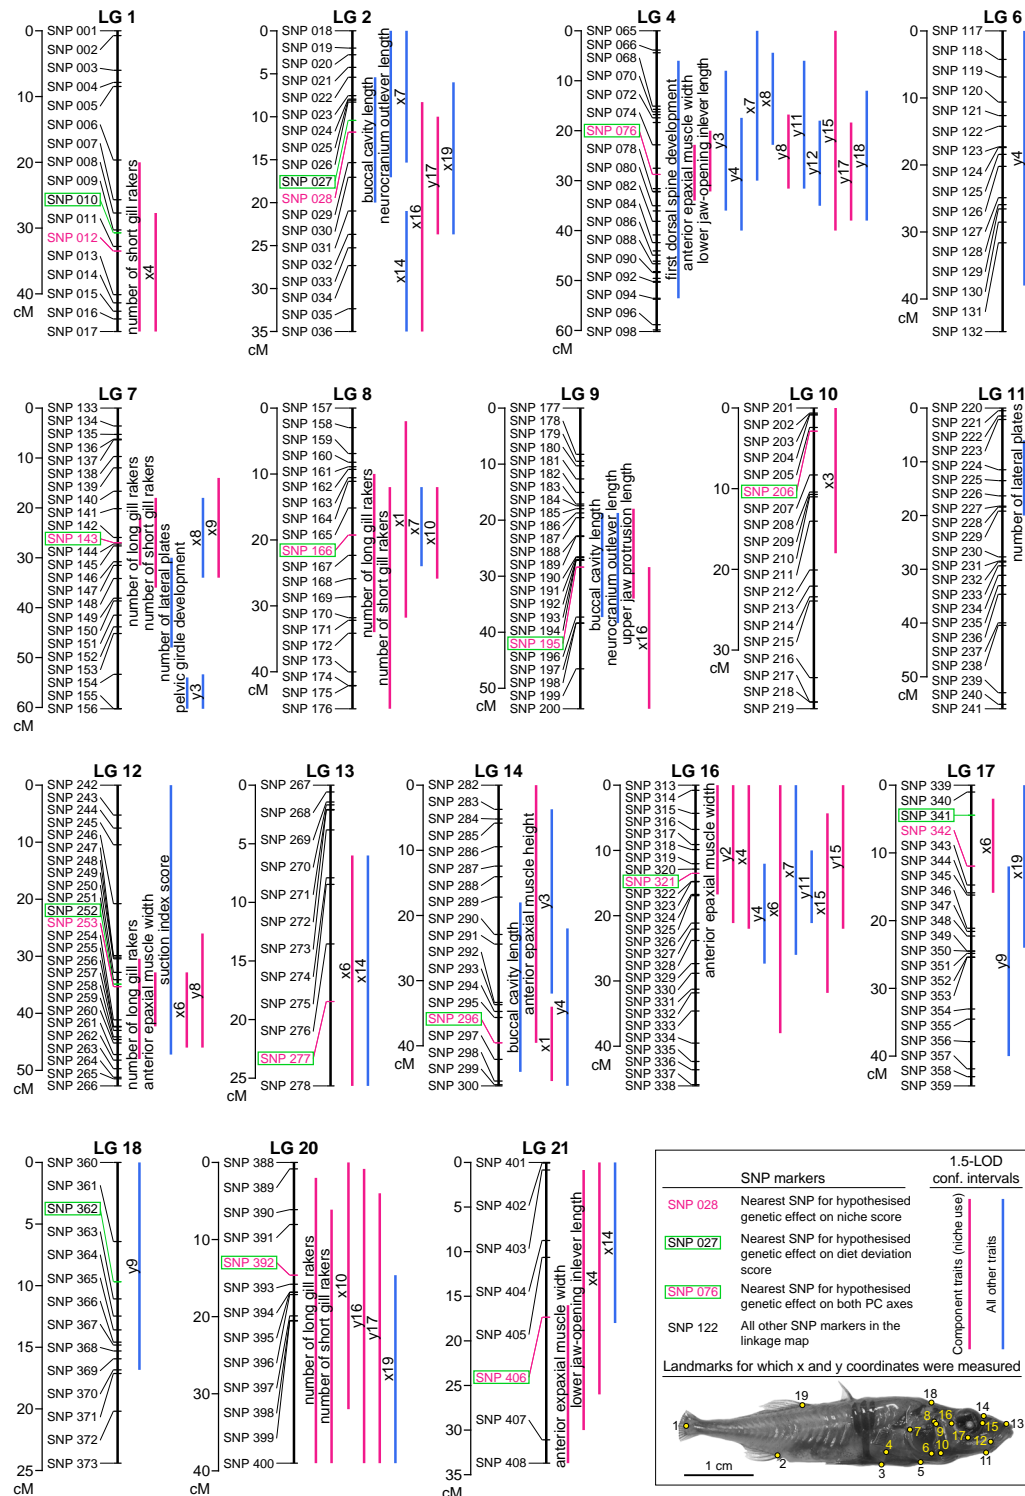 LG 1
0
10
20
30
40
cM
SNP 001
SNP 002
SNP 003
SNP 004
SNP 005
SNP 006
SNP 007
SNP 008
SNP 009
SNP 010
SNP 011
SNP 012
SNP 013
SNP 014
SNP 015
SNP 016
SNP 017
number of short gill rakers
x4
LG 2
0
5
10
15
20
25
30
35
cM
SNP 018
SNP 019
SNP 020
SNP 021
SNP 022
SNP 023
SNP 024
SNP 025
SNP 026
SNP 027
SNP 028
SNP 029
SNP 030
SNP 031
SNP 032
SNP 033
SNP 034
SNP 035
SNP 036
buccal cavity length
neurocranium outlever length
x7
x14
x16
y17
x19
LG 4
0
10
20
30
40
50
60
cM
SNP 065
SNP 066
SNP 068
SNP 070
SNP 072
SNP 074
SNP 076
SNP 078
SNP 080
SNP 082
SNP 084
SNP 086
SNP 088
SNP 090
SNP 092
SNP 094
SNP 096
SNP 098
first dorsal spine development
anterior epaxial muscle width
lower jaw-opening inlever length
y3
y4
x7
x8
y8
y11
y12
y15
y17
y18
LG 6
0
10
20
30
40
cM
SNP 117
SNP 118
SNP 119
SNP 120
SNP 121
SNP 122
SNP 123
SNP 124
SNP 125
SNP 126
SNP 127
SNP 128
SNP 129
SNP 130
SNP 131
SNP 132
y4
LG 7
0
10
20
30
40
50
60
cM
SNP 133
SNP 134
SNP 135
SNP 136
SNP 137
SNP 138
SNP 139
SNP 140
SNP 141
SNP 142
SNP 143
SNP 144
SNP 145
SNP 146
SNP 147
SNP 148
SNP 149
SNP 150
SNP 151
SNP 152
SNP 153
SNP 154
SNP 155
SNP 156
number of long gill rakers
number of short gill rakers
number of lateral plates
pelvic girdle development
y3
x8
x9
LG 8
0
10
20
30
40
cM
SNP 157
SNP 158
SNP 159
SNP 160
SNP 161
SNP 162
SNP 163
SNP 164
SNP 165
SNP 166
SNP 167
SNP 168
SNP 169
SNP 170
SNP 171
SNP 172
SNP 173
SNP 174
SNP 175
SNP 176
number of long gill rakers
number of short gill rakers
x1
x7
x10
LG 9
0
10
20
30
40
50
cM
SNP 177
SNP 178
SNP 179
SNP 180
SNP 181
SNP 182
SNP 183
SNP 184
SNP 185
SNP 186
SNP 187
SNP 188
SNP 189
SNP 190
SNP 191
SNP 192
SNP 193
SNP 194
SNP 195
SNP 196
SNP 197
SNP 198
SNP 199
SNP 200
buccal cavity length
neurocranium outlever length
upper jaw protrusion length
x16
LG 10
0
10
20
30
cM
SNP 201
SNP 202
SNP 203
SNP 204
SNP 205
SNP 206
SNP 207
SNP 208
SNP 209
SNP 210
SNP 211
SNP 212
SNP 213
SNP 214
SNP 215
SNP 216
SNP 217
SNP 218
SNP 219
x3
LG 11
0
10
20
30
40
50
cM
SNP 220
SNP 221
SNP 222
SNP 223
SNP 224
SNP 225
SNP 226
SNP 227
SNP 228
SNP 229
SNP 230
SNP 231
SNP 232
SNP 233
SNP 234
SNP 235
SNP 236
SNP 237
SNP 238
SNP 239
SNP 240
SNP 241
number of lateral plates
LG 12
0
10
20
30
40
50
cM
SNP 242
SNP 243
SNP 244
SNP 245
SNP 246
SNP 247
SNP 248
SNP 249
SNP 250
SNP 251
SNP 252
SNP 253
SNP 254
SNP 255
SNP 256
SNP 257
SNP 258
SNP 259
SNP 260
SNP 261
SNP 262
SNP 263
SNP 264
SNP 265
SNP 266
number of long gill rakers
anterior epaxial muscle width
suction index score
x6
y8
LG 13
0
5
10
15
20
25
cM
SNP 267
SNP 268
SNP 269
SNP 270
SNP 271
SNP 272
SNP 273
SNP 274
SNP 275
SNP 276
SNP 277
SNP 278
x6
x14
LG 14
0
10
20
30
40
cM
SNP 282
SNP 283
SNP 284
SNP 285
SNP 286
SNP 287
SNP 288
SNP 289
SNP 290
SNP 291
SNP 292
SNP 293
SNP 294
SNP 295
SNP 296
SNP 297
SNP 298
SNP 299
SNP 300
buccal cavity length
anterior epaxial muscle height
x1
y3
y4
LG 16
0
10
20
30
40
cM
SNP 313
SNP 314
SNP 315
SNP 316
SNP 317
SNP 318
SNP 319
SNP 320
SNP 321
SNP 322
SNP 323
SNP 324
SNP 325
SNP 326
SNP 327
SNP 328
SNP 329
SNP 330
SNP 331
SNP 332
SNP 333
SNP 334
SNP 335
SNP 336
SNP 337
SNP 338
anterior epaxial muscle width
y2
x4
y4
x6
x7
y11
x15
y15
LG 17
0
10
20
30
40
cM
SNP 339
SNP 340
SNP 341
SNP 342
SNP 343
SNP 344
SNP 345
SNP 346
SNP 347
SNP 348
SNP 349
SNP 350
SNP 351
SNP 352
SNP 353
SNP 354
SNP 355
SNP 356
SNP 357
SNP 358
SNP 359
x6
y9
x19
LG 18
0
5
10
15
20
25
cM
SNP 360
SNP 361
SNP 362
SNP 363
SNP 364
SNP 365
SNP 366
SNP 367
SNP 368
SNP 369
SNP 370
SNP 371
SNP 372
SNP 373
y9
LG 20
0
10
20
30
40
cM
SNP 388
SNP 389
SNP 390
SNP 391
SNP 392
SNP 393
SNP 394
SNP 395
SNP 396
SNP 397
SNP 398
SNP 399
SNP 400
number of long gill rakers
number of short gill rakers
x10
y16
y17
x19
LG 21
0
5
10
15
20
25
30
35
cM
SNP 401
SNP 402
SNP 403
SNP 404
SNP 405
SNP 406
SNP 407
SNP 408
anterior expaxial muscle width
lower jaw-opening inlever length
x4
x14
SNP markers
1.5-LOD
conf. intervals
SNP 028
Nearest SNP for hypothesised
genetic effect on niche score
SNP 027
Nearest SNP for hypothesised
genetic effect on diet deviation
score
SNP 076
Nearest SNP for hypothesised
genetic effect on both PC axes
SNP 122
All other SNP markers in the
linkage map
Component traits (niche use)
All other traits
Landmarks for which x and y coordinates were measured
1
2
3
4
5
6
7
8
9
10
11
12
13
14
15
16
17
18
19
1 cm